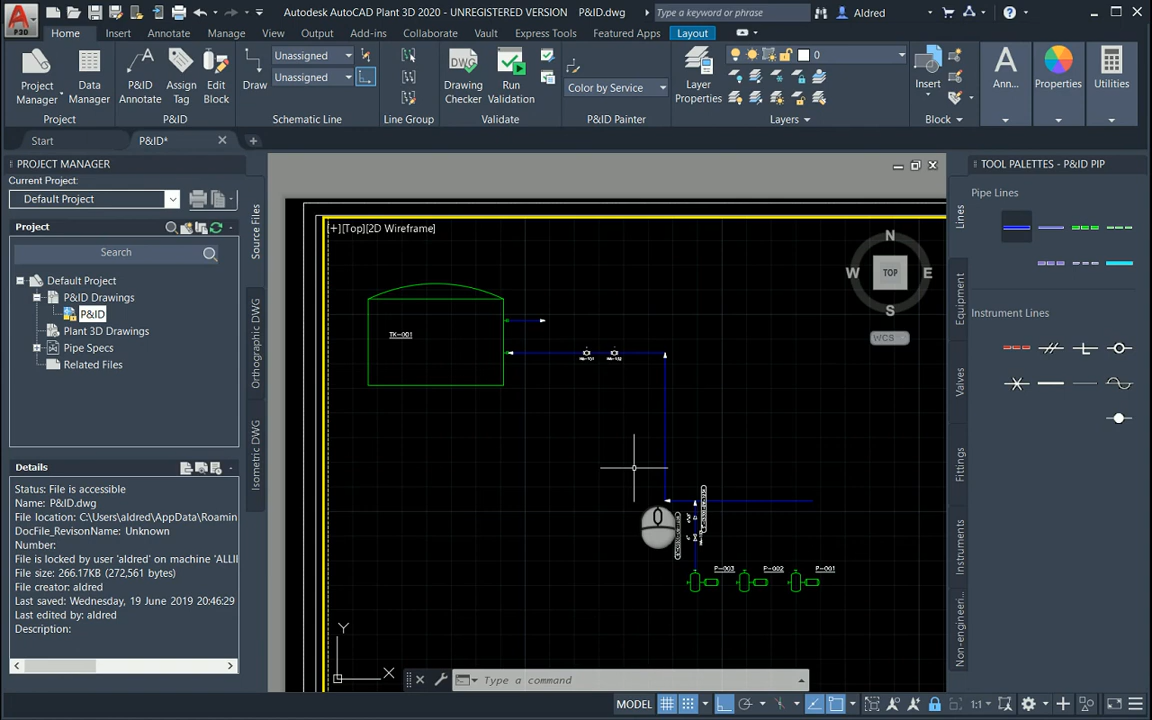 Autodesk AutoCAD Plant 3D 2020 - UNREGISTERED VERSION P&ID.dwg
Type a keyword or phrase
Aldred
P3D
Home Insert Annotate Manage View Output Add-ins Vault Collaborate Express Tools Featured Apps Layout
Project Manager
Data Manager
Project
P&ID Annotate
Assign Tag
Edit Block
P&ID
Draw
Unassigned
Unassigned
Schematic Line
Line Group
Drawing Checker
Run Validation
Validate
Color by Service
P&ID Painter
Layer Properties
0
Layers
Insert
Block
Ann...
Properties
Utilities
Start
P&ID*
PROJECT MANAGER
Current Project:
Default Project
Project
Search
Default Project
P&ID Drawings
P&ID
Plant 3D Drawings
Pipe Specs
Related Files
Source Files
Orthographic DWG
Isometric DWG
Details
Status: File is accessible
Name: P&ID.dwg
File location: C:\Users\aldred\AppData\Roamin
DocFile_RevisonName: Unknown
Number:
File is locked by user 'aldred' on machine 'ALLII
File size: 266.17KB (272,561 bytes)
File creator: aldred
Last saved: Wednesday, 19 June 2019 20:46:29
Last edited by: aldred
Description:
[+][Top][2D Wireframe]
TK-001
N
W TOP E
S
WCS
P-003 P-002 P-001
Y
X
Type a command
TOOL PALETTES - P&ID PIP
Pipe Lines
Instrument Lines
Lines
Equipment
Valves
Fittings
Instruments
Non-engineeri...
MODEL
1:1